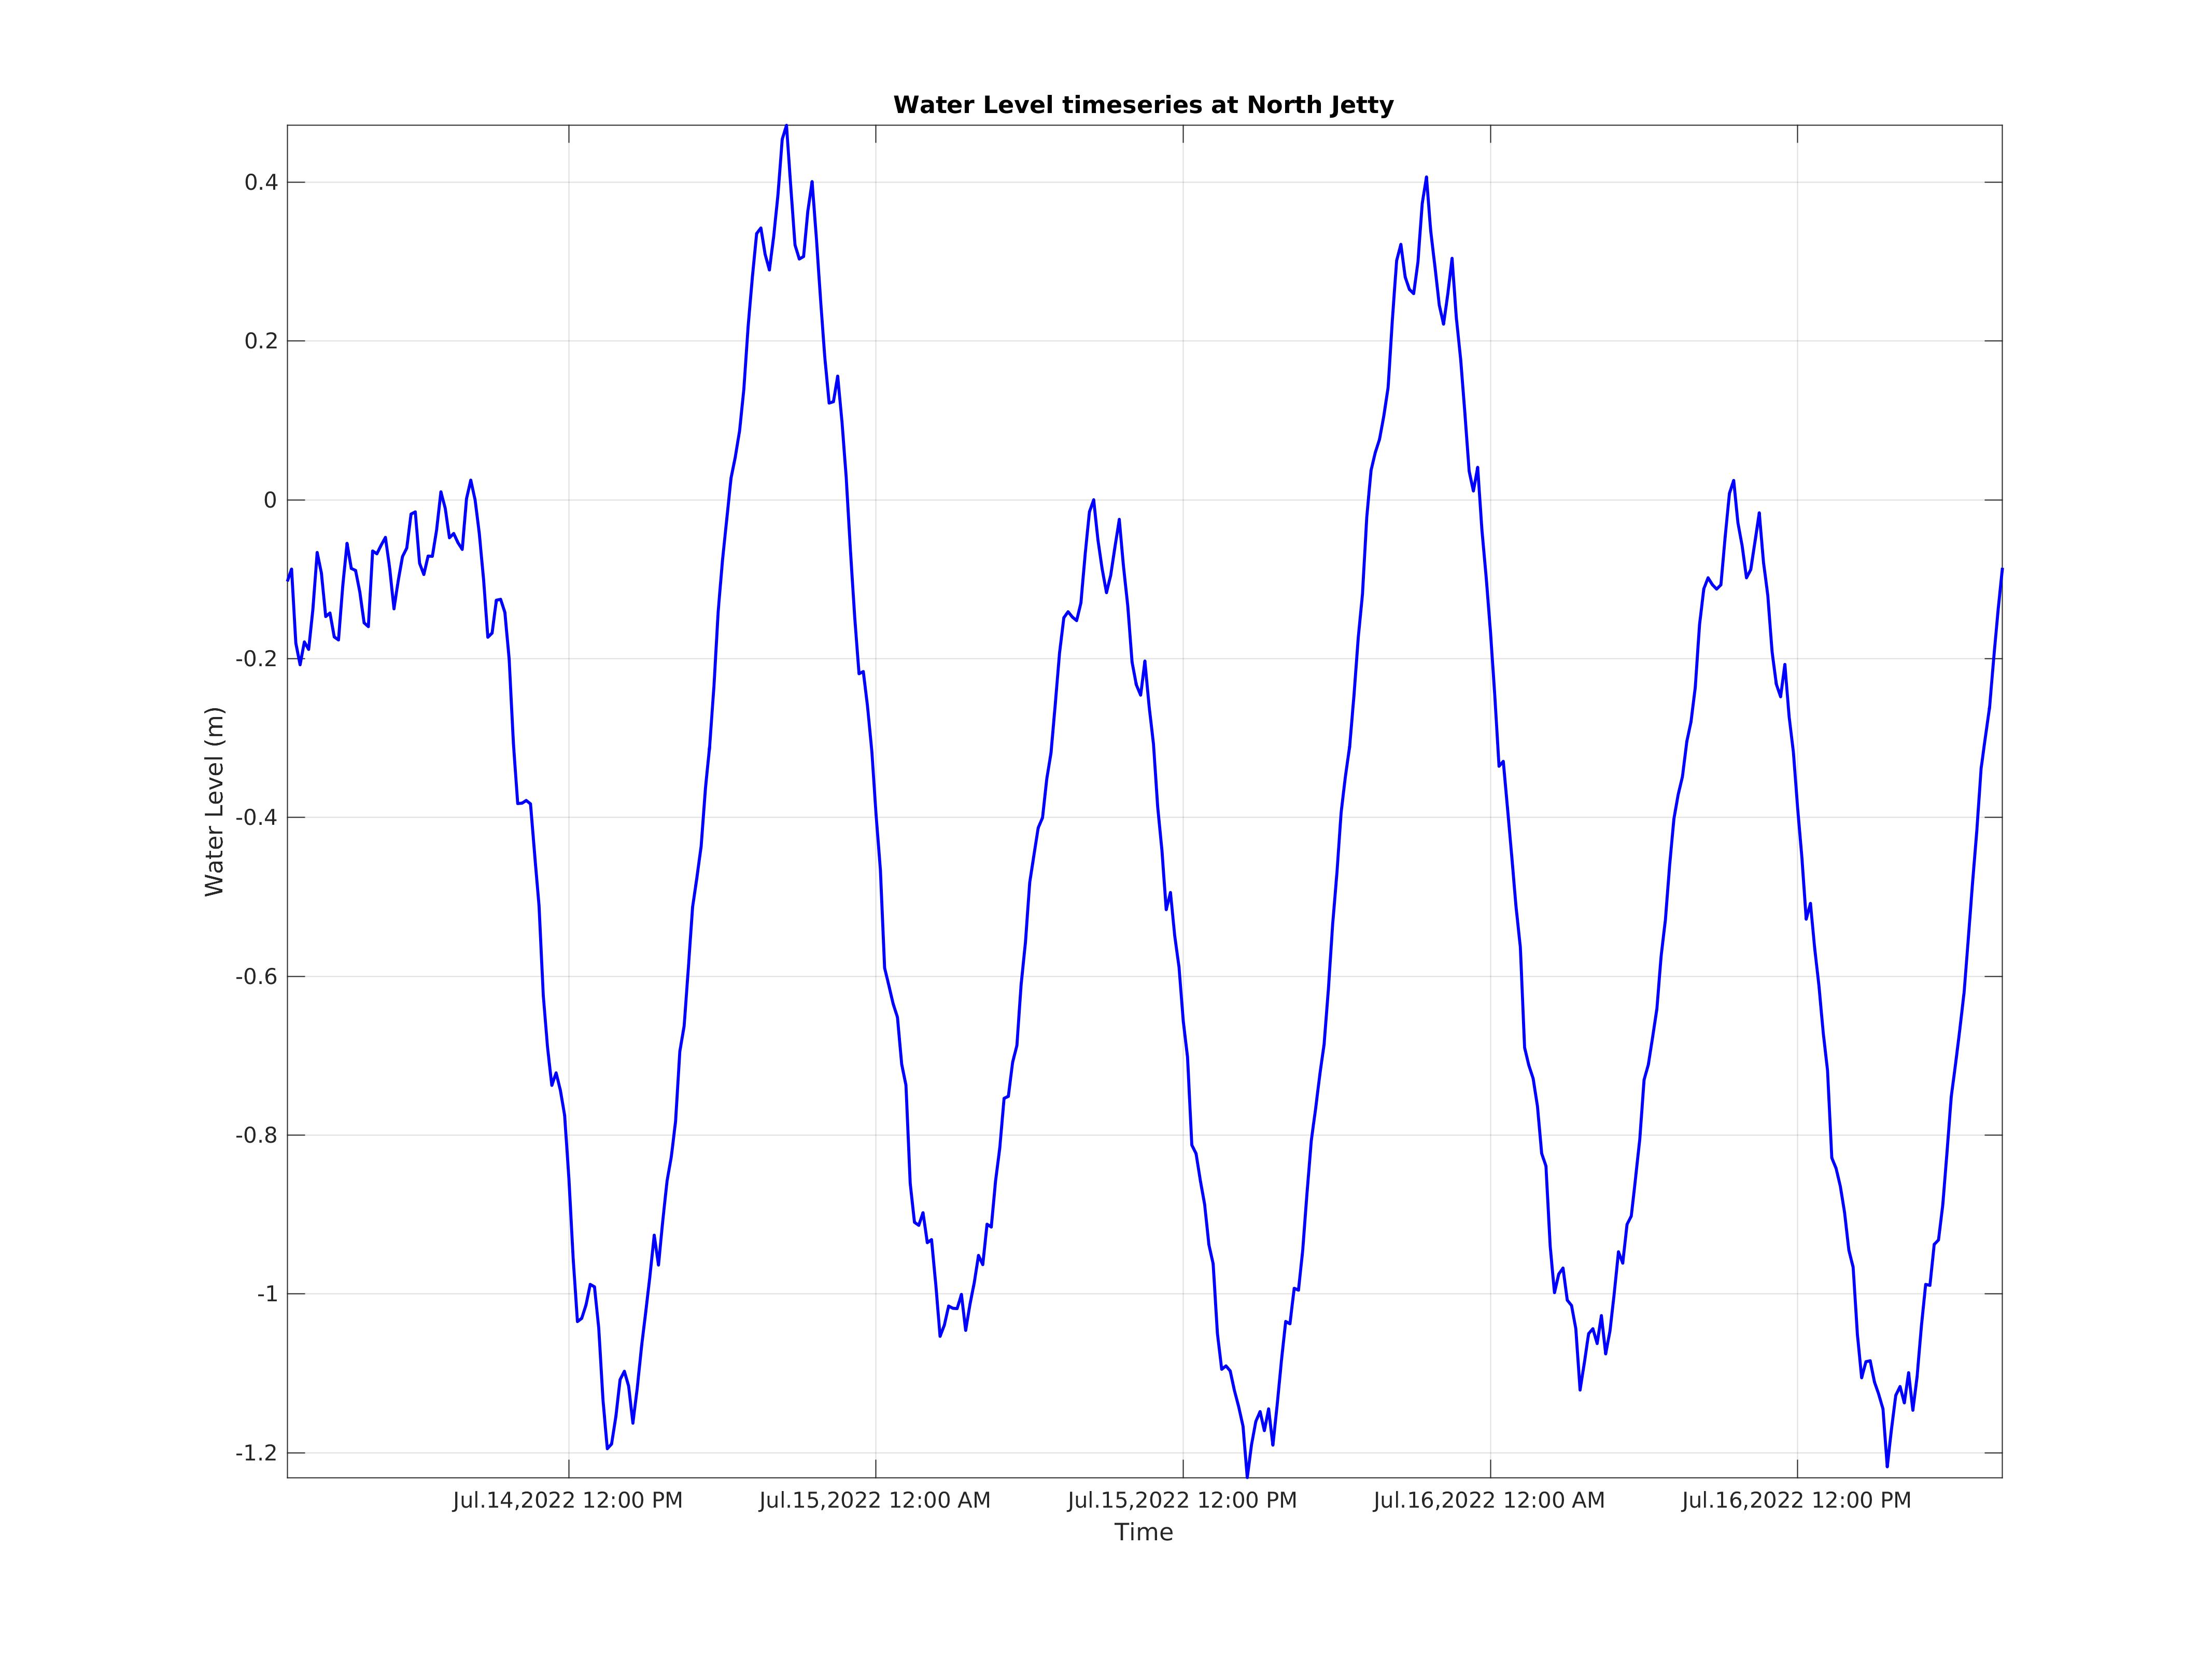 Water Level timeseries at North Jetty
0.4
0.2
0
-0.2
-0.4
-0.6
-0.8
-1
-1.2
Water Level (m)
Jul.14,2022 12:00 PM
Jul.15,2022 12:00 AM
Jul.15,2022 12:00 PM
Jul.16,2022 12:00 AM
Jul.16,2022 12:00 PM
Time